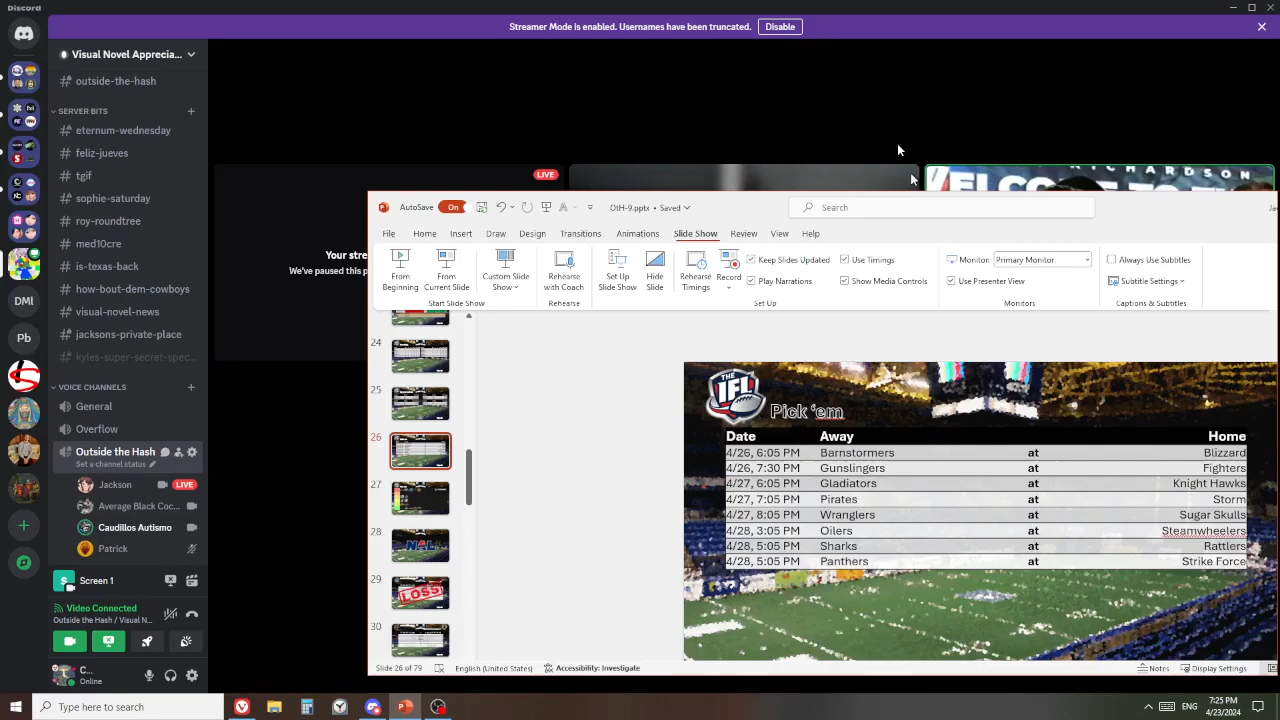 Discord
Streamer Mode is enabled. Usernames have been truncated.
Disable
Visual Novel Apprecia...
outside-the-hash
SERVER BITS
eternum-wednesday
feliz-jueves
tgif
sophie-saturday
roy-roundtree
med10cre
is-texas-back
how-bout-dem-cowboys
visual-novel-news
jacksons-private-place
kyles-super-secret-spec...
VOICE CHANNELS
General
Overflow
Outside the Hash
Set a channel status
Jackson
LIVE
Average Black Coc...
Caudillos Autismo
Patrick
Screen 1
Video Connected
Outside the Hash / Visual N...
C...
Online
DMI
Pb
LIVE
RICHARDSON
Your stre
We've paused this p
AutoSave
On
OtH-9.pptx • Saved
Search
File
Home
Insert
Draw
Design
Transitions
Animations
Slide Show
Review
View
Help
From Beginning
From Current Slide
Custom Slide Show
Start Slide Show
Rehearse with Coach
Rehearse
Set Up Slide Show
Hide Slide
Rehearse Timings
Record
Keep Slides Updated
Play Narrations
Use Timings
Show Media Controls
Set Up
Monitor:
Primary Monitor
Use Presenter View
Monitors
Always Use Subtitles
Subtitle Settings
Captions & Subtitles
24
25
26
27
28
29
LOSS
30
THE IFL
Pick 'em
Date Away Home
4/26, 6:05 PM Barnstormers at Blizzard
4/26, 7:30 PM Gunslingers at Fighters
4/27, 6:05 PM Gladiators at Knight Hawks
4/27, 7:05 PM Pirates at Storm
4/27, 8:05 PM Wranglers at Sugar Skulls
4/28, 3:05 PM Oilers at Steamwheelers
4/28, 5:05 PM Sharks at Rattlers
4/28, 5:05 PM Panthers at Strike Force
Slide 26 of 79
English (United States)
Accessibility: Investigate
Notes
Display Settings
Type here to search
ENG
7:25 PM
4/23/2024